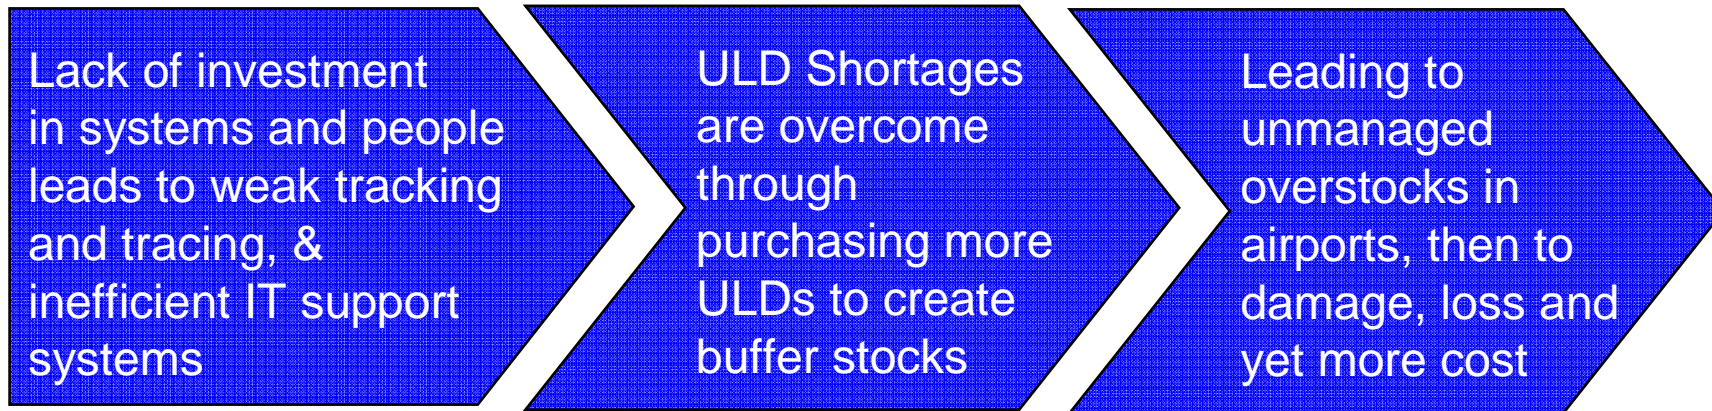 Lack of investment
in systems and people
leads to weak tracking
and tracing, &
inefficient IT support
systems
ULD Shortages
are overcome
through
purchasing more
ULDs to create
buffer stocks
Leading to
unmanaged
overstocks in
airports, then to
damage, loss and
yet more cost